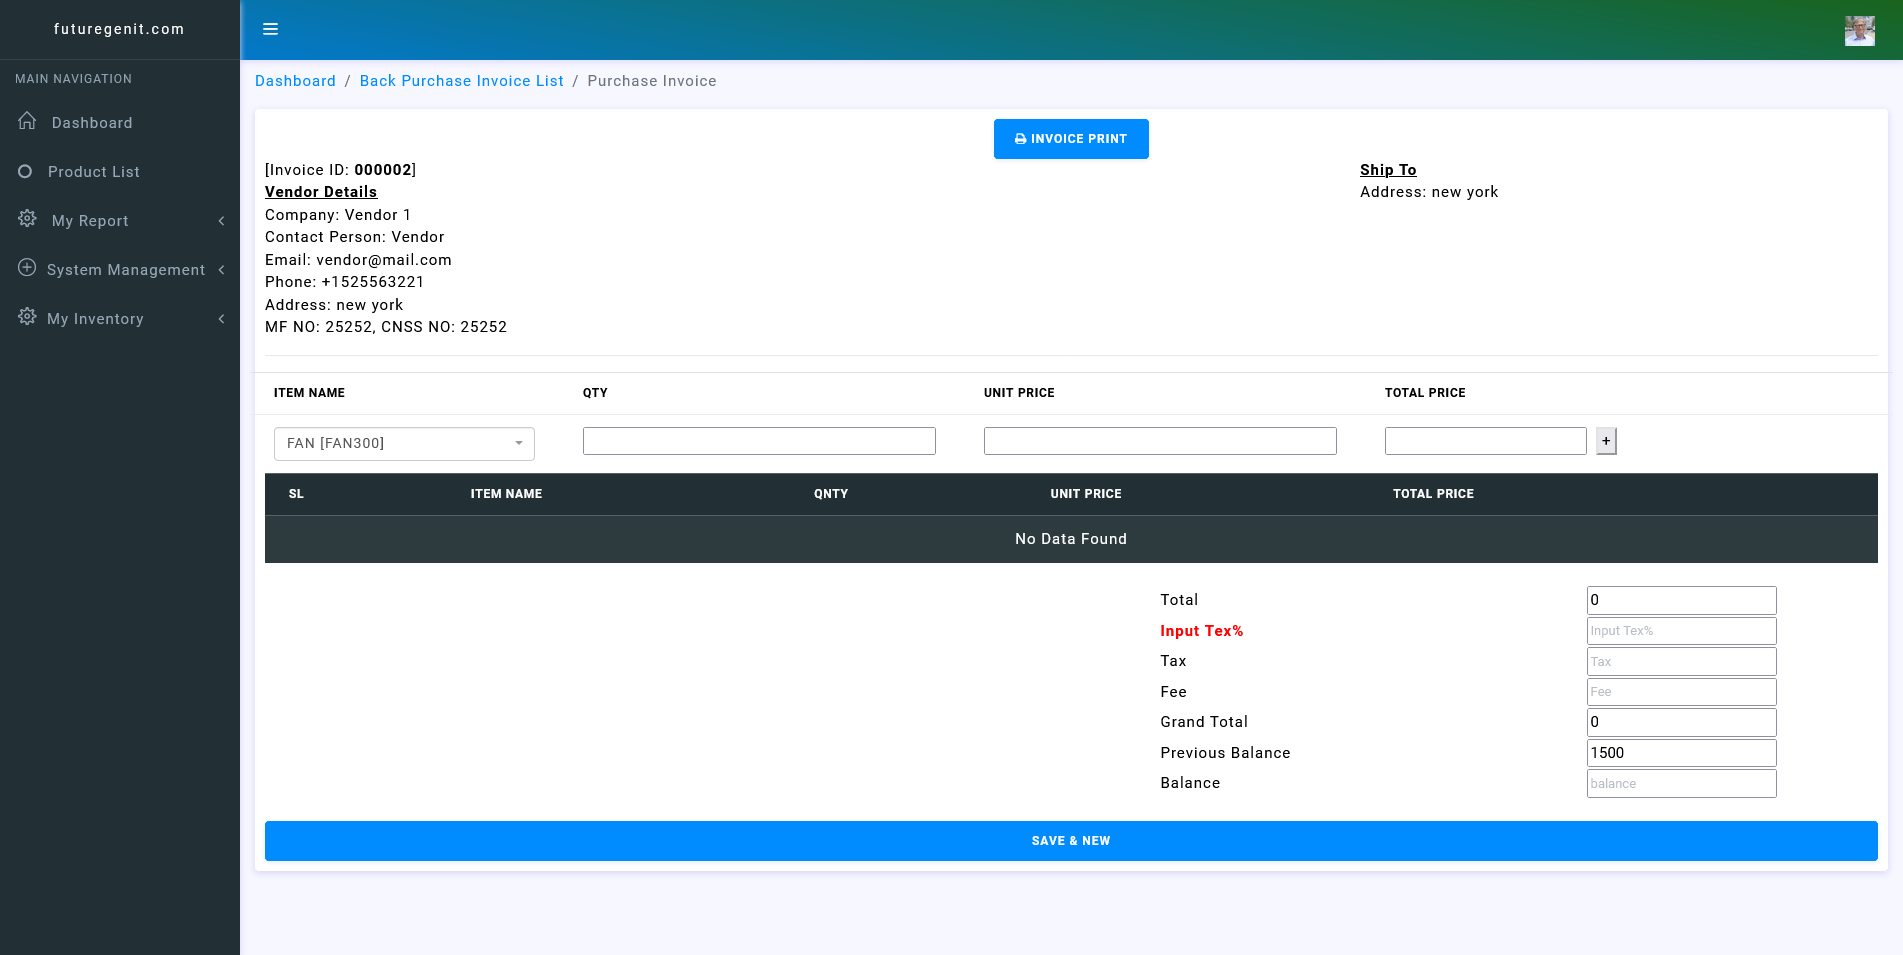 futuregenit.com
MAIN NAVIGATION
Dashboard
Product List
My Report
System Management
My Inventory
Dashboard / Back Purchase Invoice List / Purchase Invoice
INVOICE PRINT
[Invoice ID: 000002]
Vendor Details
Company: Vendor 1
Contact Person: Vendor
Email: vendor@mail.com
Phone: +1525563221
Address: new york
MF NO: 25252, CNSS NO: 25252
Ship To
Address: new york
ITEM NAME QTY UNIT PRICE TOTAL PRICE
FAN [FAN300] +
SL ITEM NAME QNTY UNIT PRICE TOTAL PRICE
No Data Found
Total 0
Input Tex% Input Tex%
Tax Tax
Fee Fee
Grand Total 0
Previous Balance 1500
Balance balance
SAVE & NEW